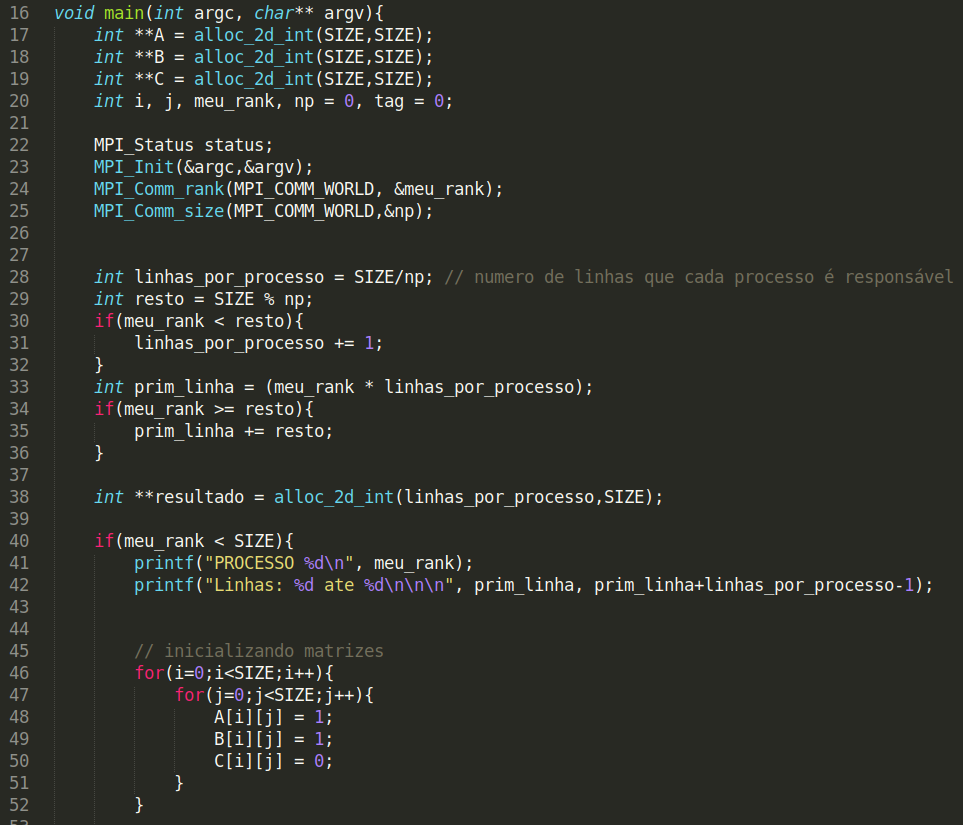 16 void main(int argc, char** argv){
17     int **A = alloc_2d_int(SIZE,SIZE);
18     int **B = alloc_2d_int(SIZE,SIZE);
19     int **C = alloc_2d_int(SIZE,SIZE);
20     int i, j, meu_rank, np = 0, tag = 0;
21
22     MPI_Status status;
23     MPI_Init(&argc,&argv);
24     MPI_Comm_rank(MPI_COMM_WORLD, &meu_rank);
25     MPI_Comm_size(MPI_COMM_WORLD,&np);
26
27
28     int linhas_por_processo = SIZE/np; // numero de linhas que cada processo é responsável
29     int resto = SIZE % np;
30     if(meu_rank < resto){
31         linhas_por_processo += 1;
32     }
33     int prim_linha = (meu_rank * linhas_por_processo);
34     if(meu_rank >= resto){
35         prim_linha += resto;
36     }
37
38     int **resultado = alloc_2d_int(linhas_por_processo,SIZE);
39
40     if(meu_rank < SIZE){
41         printf("PROCESSO %d\n", meu_rank);
42         printf("Linhas: %d ate %d\n\n\n", prim_linha, prim_linha+linhas_por_processo-1);
43
44
45         // inicializando matrizes
46         for(i=0;i<SIZE;i++){
47             for(j=0;j<SIZE;j++){
48                 A[i][j] = 1;
49                 B[i][j] = 1;
50                 C[i][j] = 0;
51             }
52         }